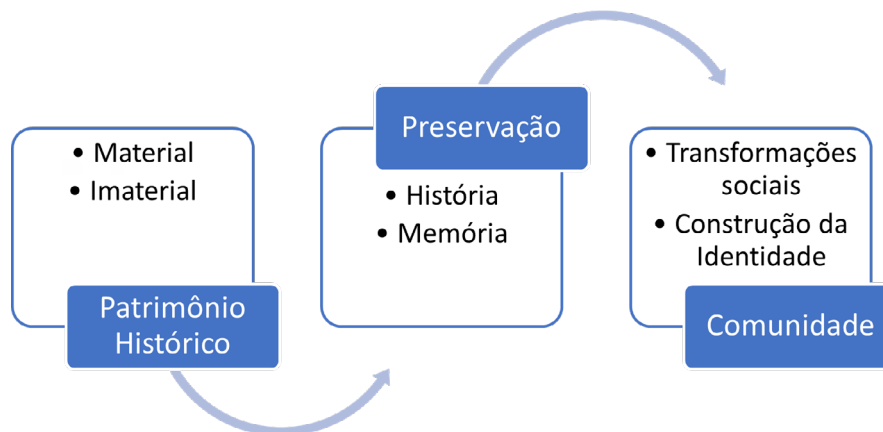 • Material
• Imaterial
Patrimônio
Histórico
Preservação
• História
• Memória
• Transformações
sociais
• Construção da
Identidade
Comunidade